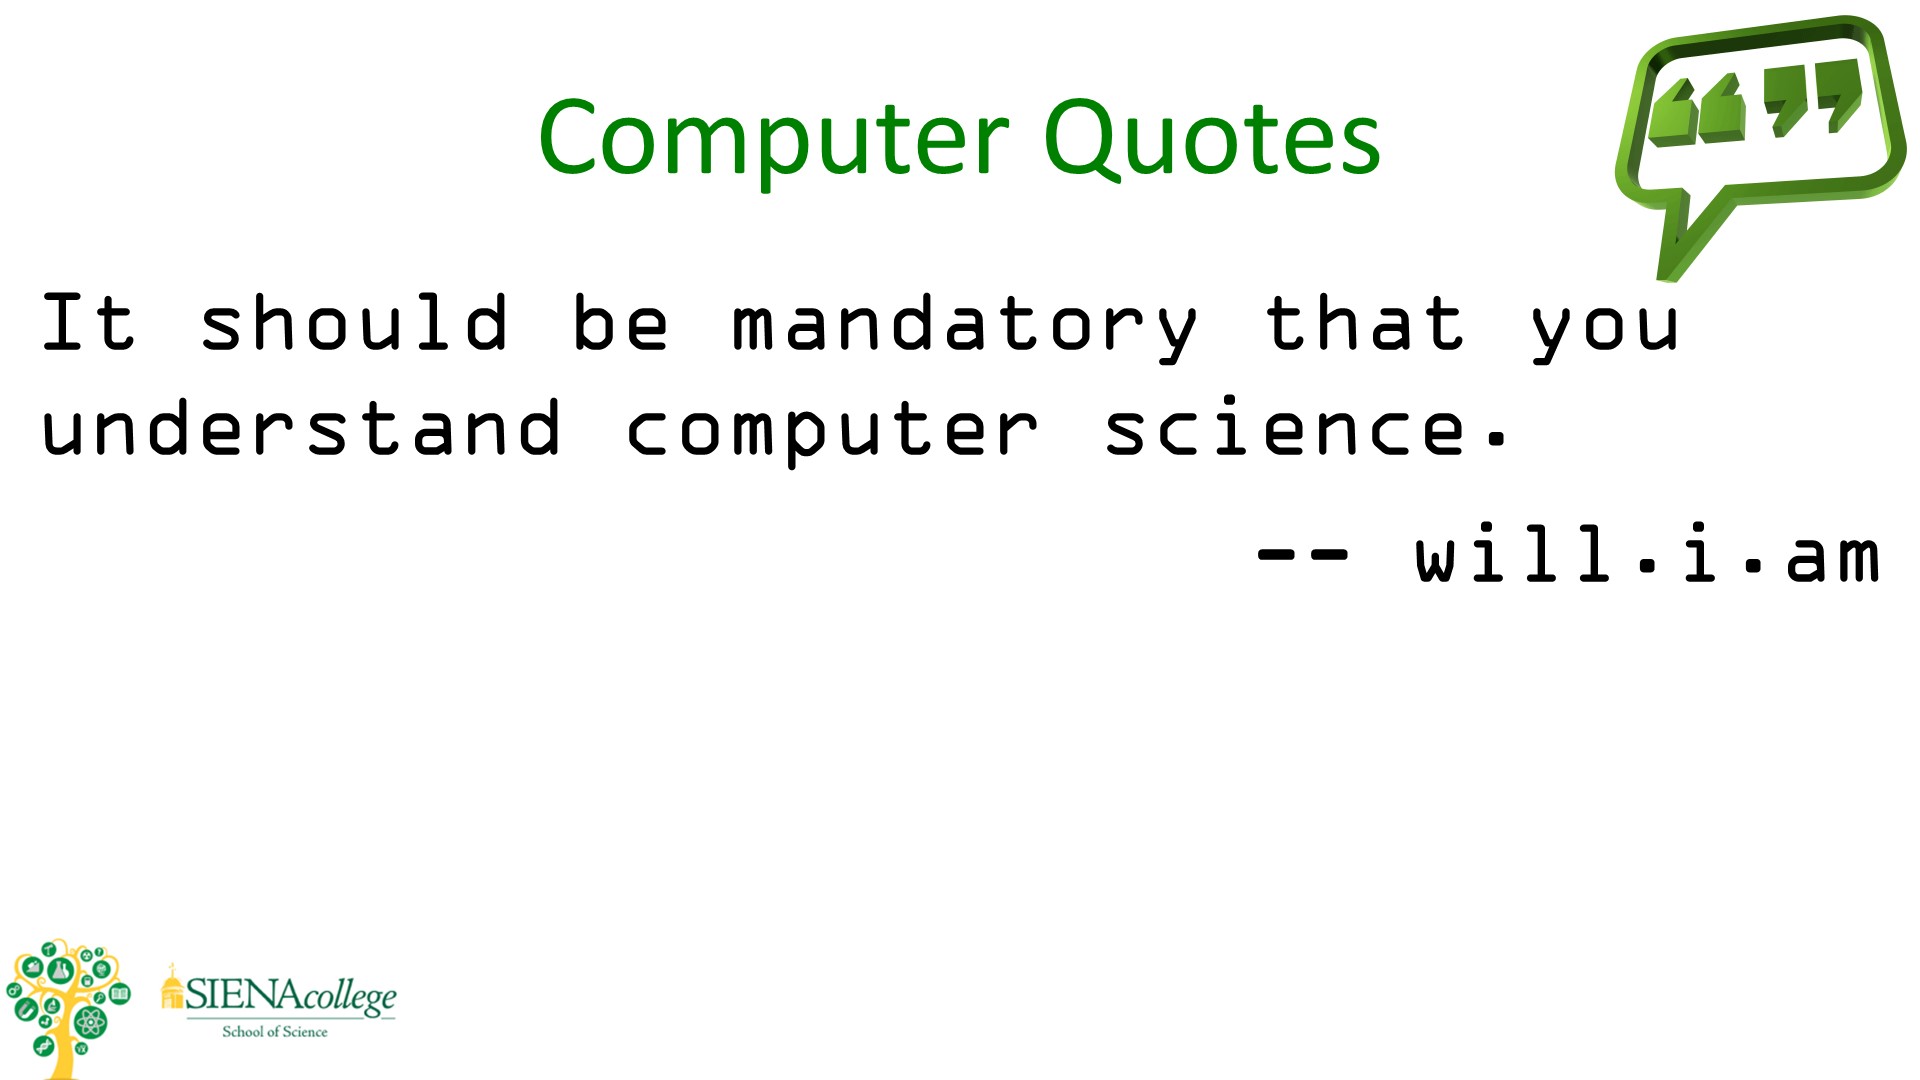 Computer Quotes
It should be mandatory that you
understand computer science.
-- will.i.am
SIENAcollege
School of Science